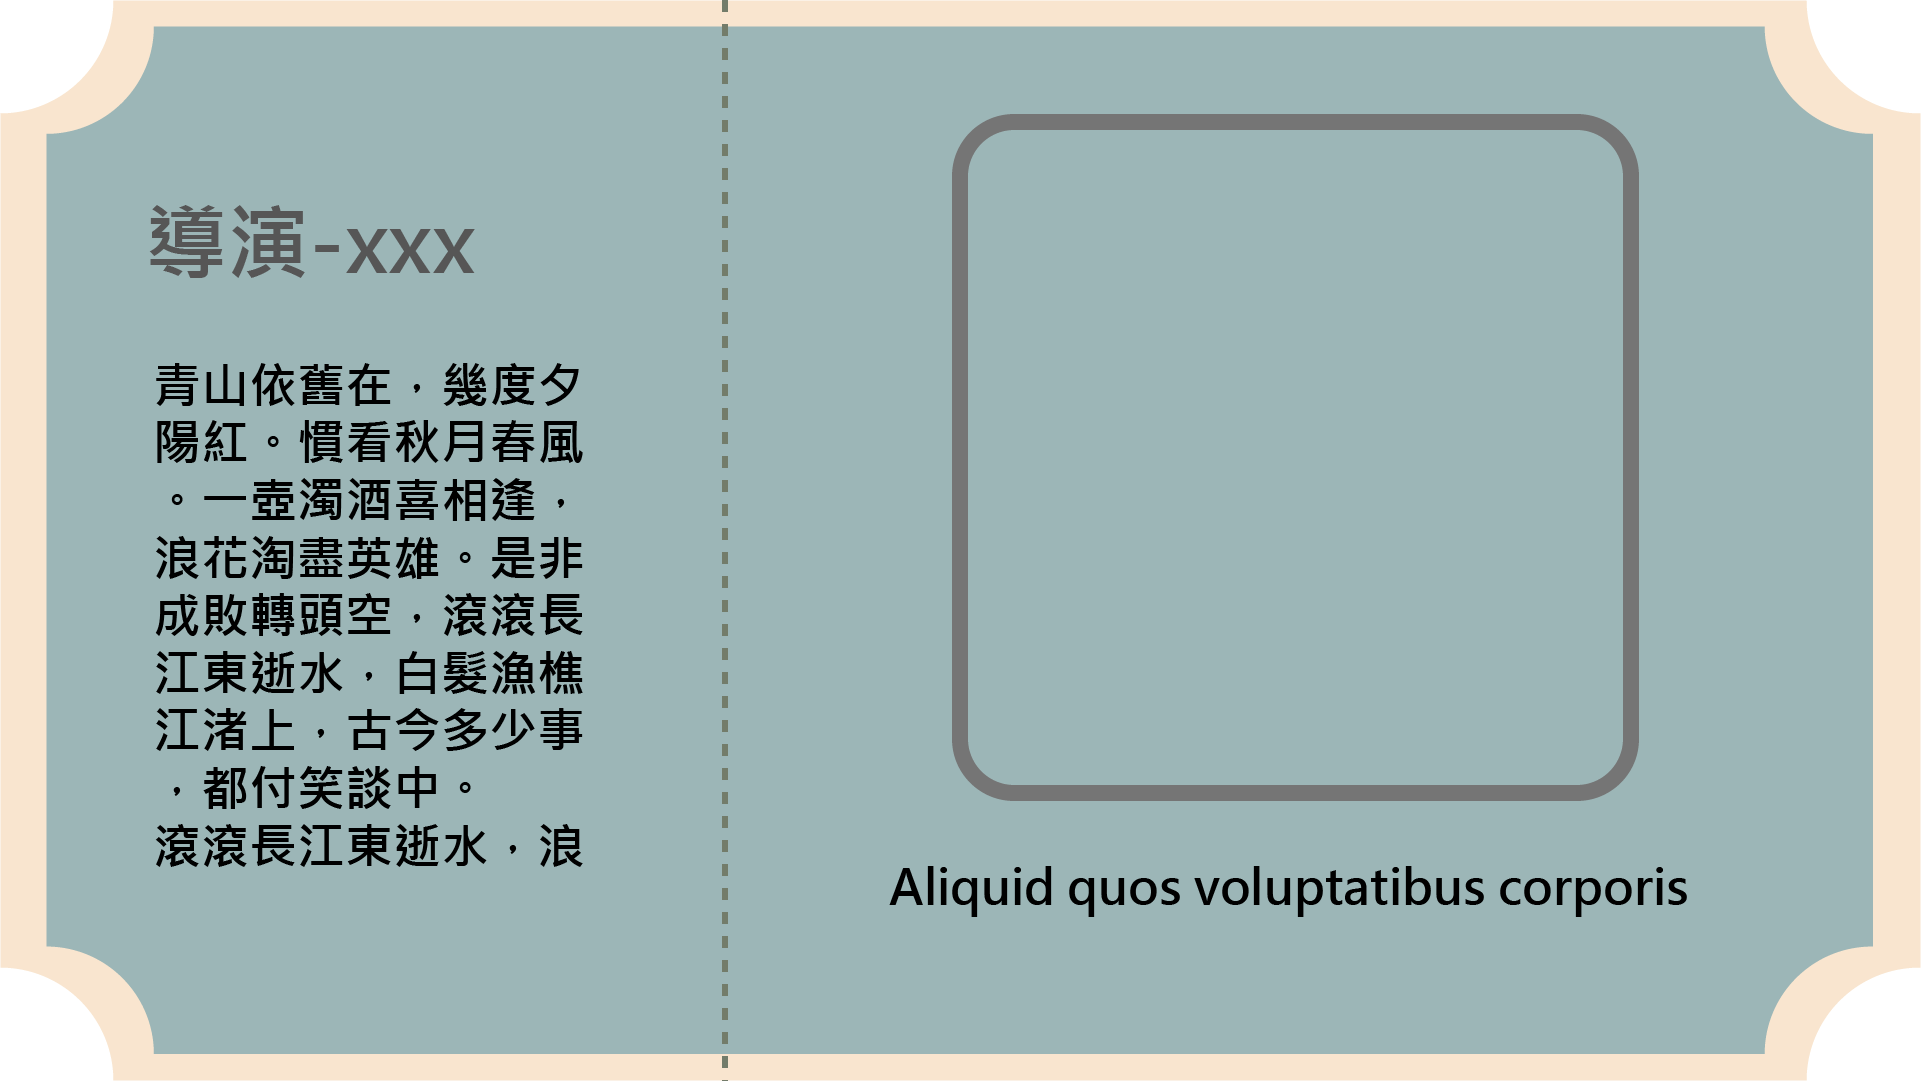 導演-xxx
青山依舊在，幾度夕
陽紅。慣看秋月春風
。一壺濁酒喜相逢，
浪花淘盡英雄。是非
成敗轉頭空，滾滾長
江東逝水，白髮漁樵
江渚上，古今多少事
，都付笑談中。
滾滾長江東逝水，浪
Aliquid quos voluptatibus corporis